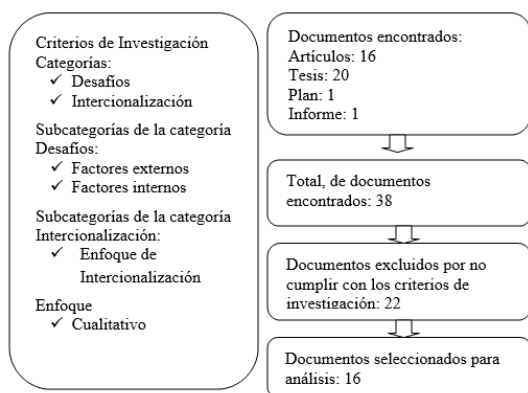 Criterios de Investigación
Categorías:
✓ Desafíos
✓ Intercionalización
Subcategorías de la categoría
Desafíos:
✓ Factores externos
✓ Factores internos
Subcategorías de la categoría
Intercionalización:
✓ Enfoque de
Intercionalización
Enfoque
✓ Cualitativo
Documentos encontrados:
Artículos: 16
Tesis: 20
Plan: 1
Informe: 1
Total, de documentos
encontrados: 38
Documentos excluidos por no
cumplir con los criterios de
investigación: 22
Documentos seleccionados para
análisis: 16